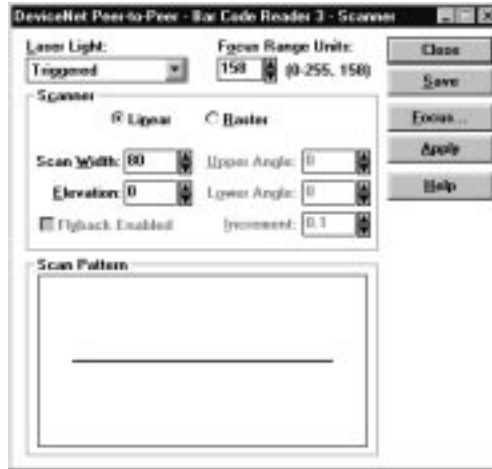 DeviceNet Peer-to-Peer - Bar Code Reader 3 - Scanner
Laser Light:
Triggered
Focus Range Units:
158 (0-255, 158)
Close
Save
Focus...
Apply
Help
Scanner
Linear
Raster
Scan Width: 80
Upper Angle: 0
Elevation: 0
Lower Angle: 0
Flyback Enabled
Increment: 0.1
Scan Pattern